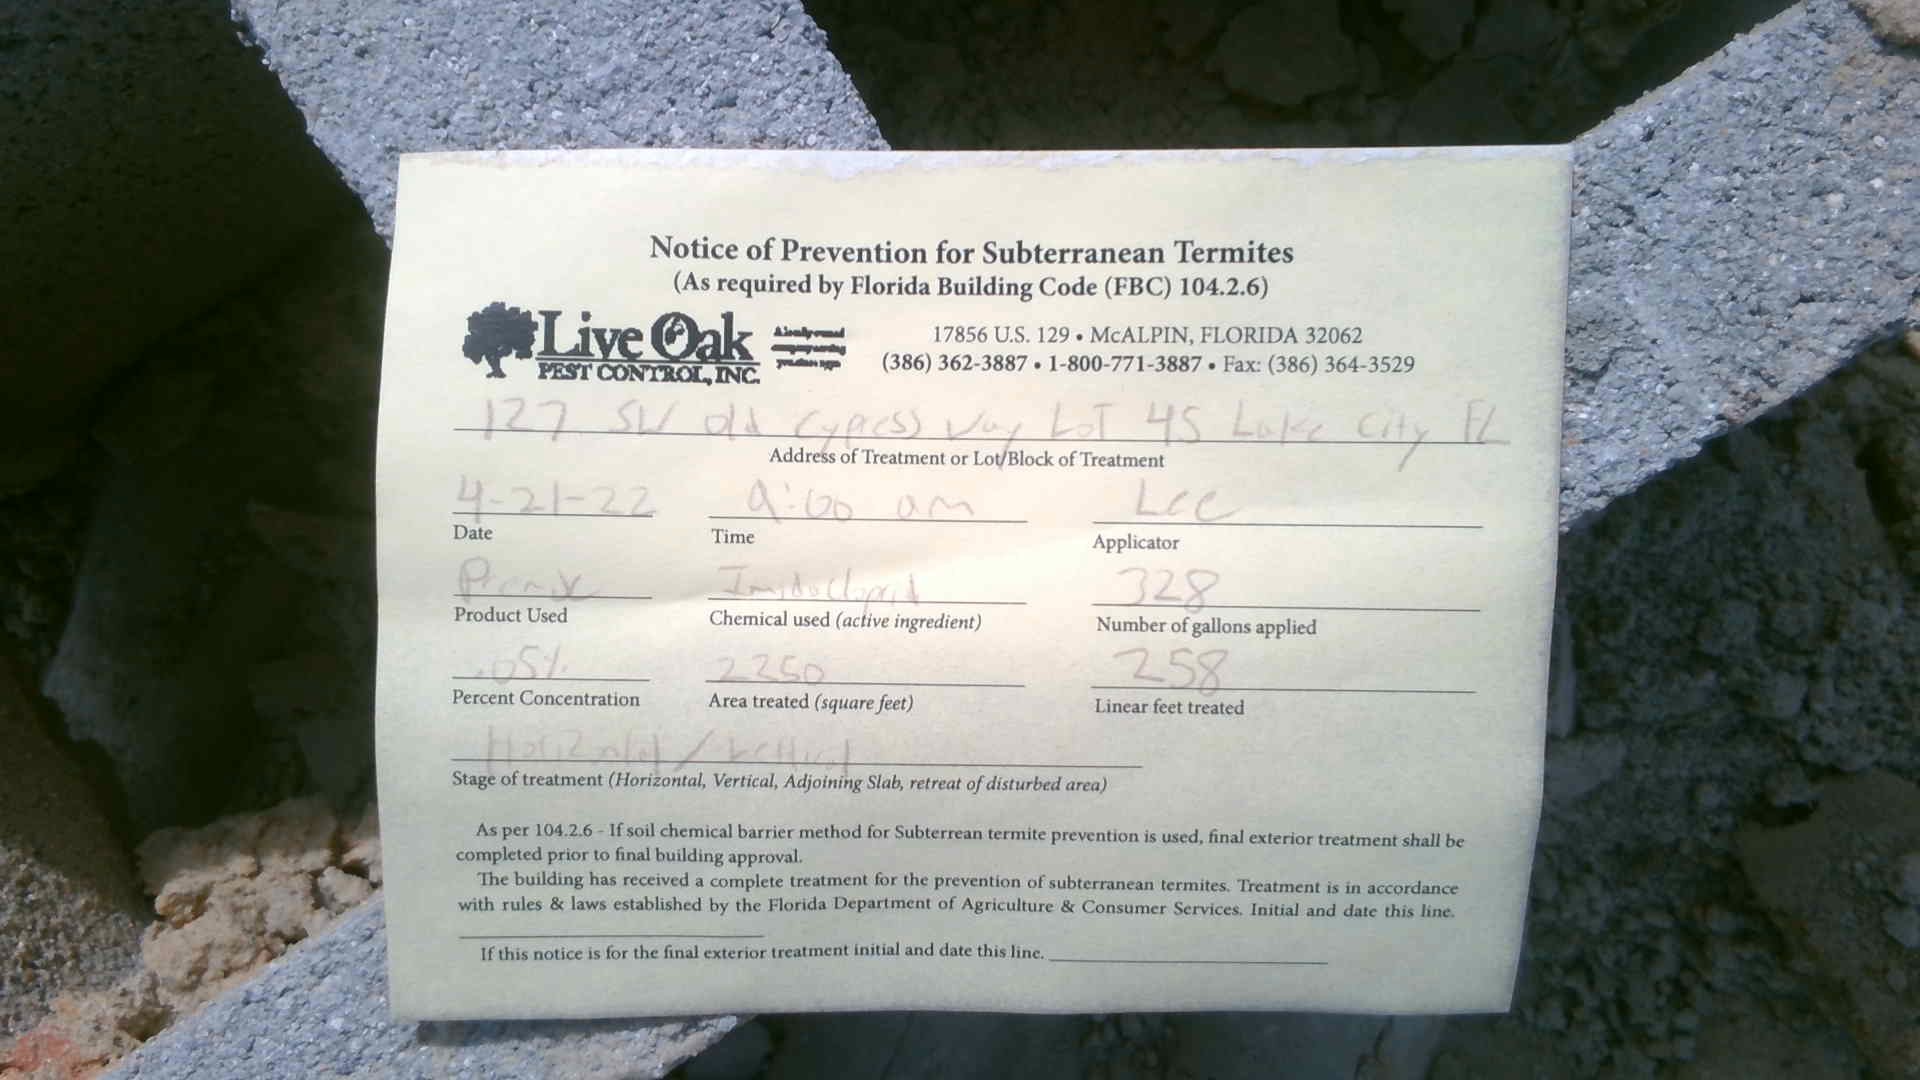 Notice of Prevention for Subterranean Termites
(As required by Florida Building Code (FBC) 104.2.6)
Live Oak
PEST CONTROL, INC.
17856 U.S. 129 • McALPIN, FLORIDA 32062
(386) 362-3887 • 1-800-771-3887 • Fax: (386) 364-3529
127 SW old Cypress Way LOT 45 Lake City FL
Address of Treatment or Lot/Block of Treatment
4-21-22 9:00 am Lee
Date Time Applicator
Imidacloprid 328
Product Used Chemical used (active ingredient) Number of gallons applied
.05% 2250 258
Percent Concentration Area treated (square feet) Linear feet treated
Horizontal / Vertical
Stage of treatment (Horizontal, Vertical, Adjoining Slab, retreat of disturbed area)
As per 104.2.6 - If soil chemical barrier method for Subterrean termite prevention is used, final exterior treatment shall be
completed prior to final building approval.
The building has received a complete treatment for the prevention of subterranean termites. Treatment is in accordance
with rules & laws established by the Florida Department of Agriculture & Consumer Services. Initial and date this line.
If this notice is for the final exterior treatment initial and date this line.